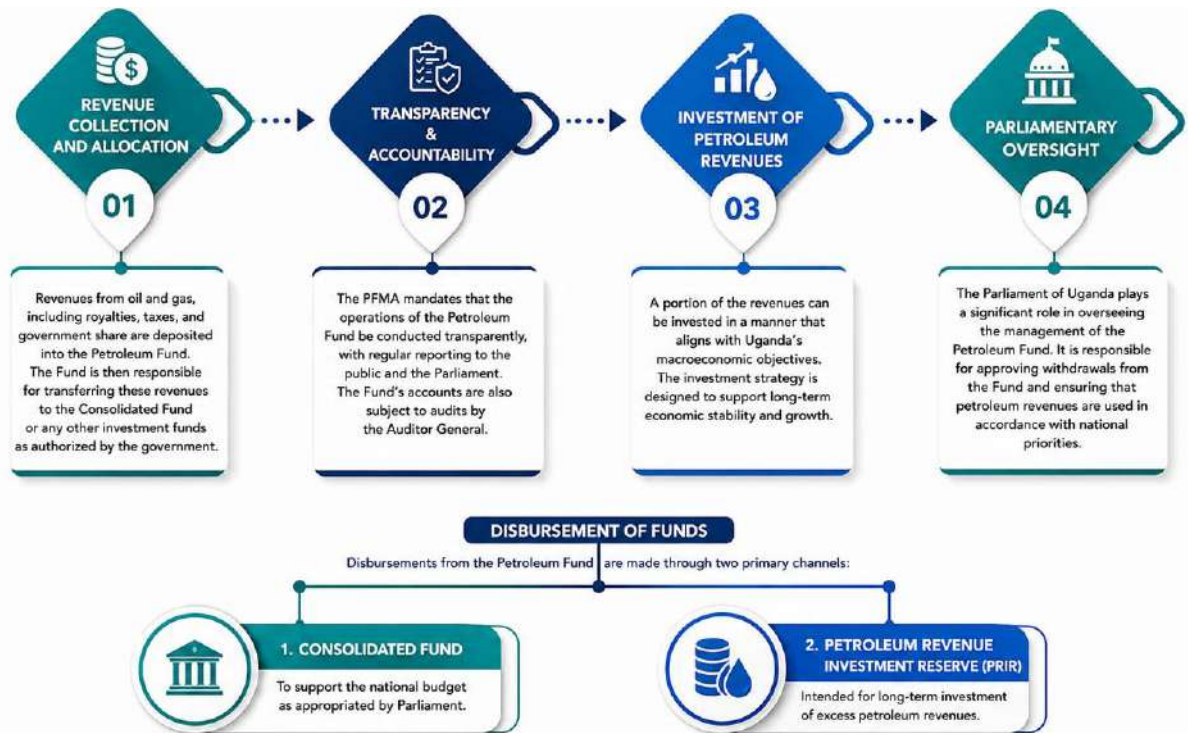 REVENUE
COLLECTION
AND ALLOCATION
01
Revenues from oil and gas,
including royalties, taxes, and
government share are deposited
into the Petroleum Fund.
The Fund is then responsible
for transferring these revenues
to the Consolidated Fund
or any other investment funds
as authorized by the government.
TRANSPARENCY
&
ACCOUNTABILITY
02
The PFMA mandates that the
operations of the Petroleum
Fund be conducted transparently,
with regular reporting to the
public and the Parliament.
The Fund's accounts are also
subject to audits by
the Auditor General.
INVESTMENT OF
PETROLEUM
REVENUES
03
A portion of the revenues can
be invested in a manner that
aligns with Uganda's
macroeconomic objectives.
The investment strategy is
designed to support long-term
economic stability and growth.
PARLIAMENTARY
OVERSIGHT
04
The Parliament of Uganda plays
a significant role in overseeing
the management of the
Petroleum Fund. It is responsible
for approving withdrawals from
the Fund and ensuring that
petroleum revenues are used in
accordance with national
priorities.
DISBURSEMENT OF FUNDS
Disbursements from the Petroleum Fund are made through two primary channels:
1. CONSOLIDATED FUND
To support the national budget
as appropriated by Parliament.
2. PETROLEUM REVENUE
INVESTMENT RESERVE (PRIR)
Intended for long-term investment
of excess petroleum revenues.